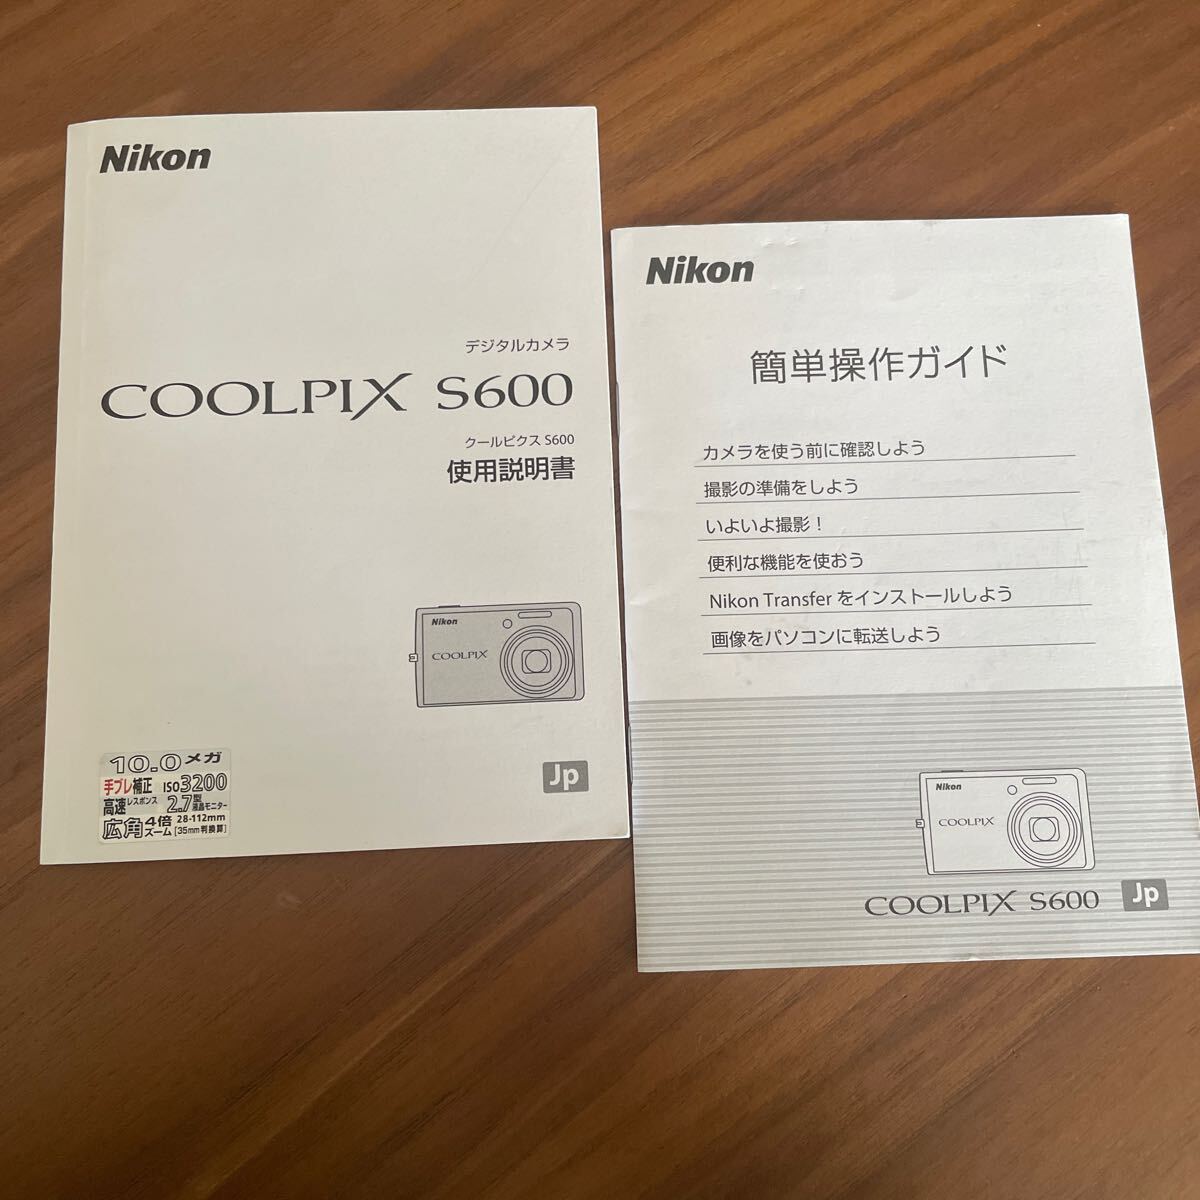 Nikon
デジタルカメラ
COOLPIX S600
クールピクス S600
使用説明書
Nikon
COOLPIX
Jp
10.0メガ
手ブレ補正 ISO3200
高速レスポンス 2.7型液晶モニター
広角4倍ズーム 28-112mm [35mm判換算]
Nikon
簡単操作ガイド
カメラを使う前に確認しよう
撮影の準備をしよう
いよいよ撮影！
便利な機能を使おう
Nikon Transfer をインストールしよう
画像をパソコンに転送しよう
Nikon
COOLPIX
COOLPIX S600
Jp